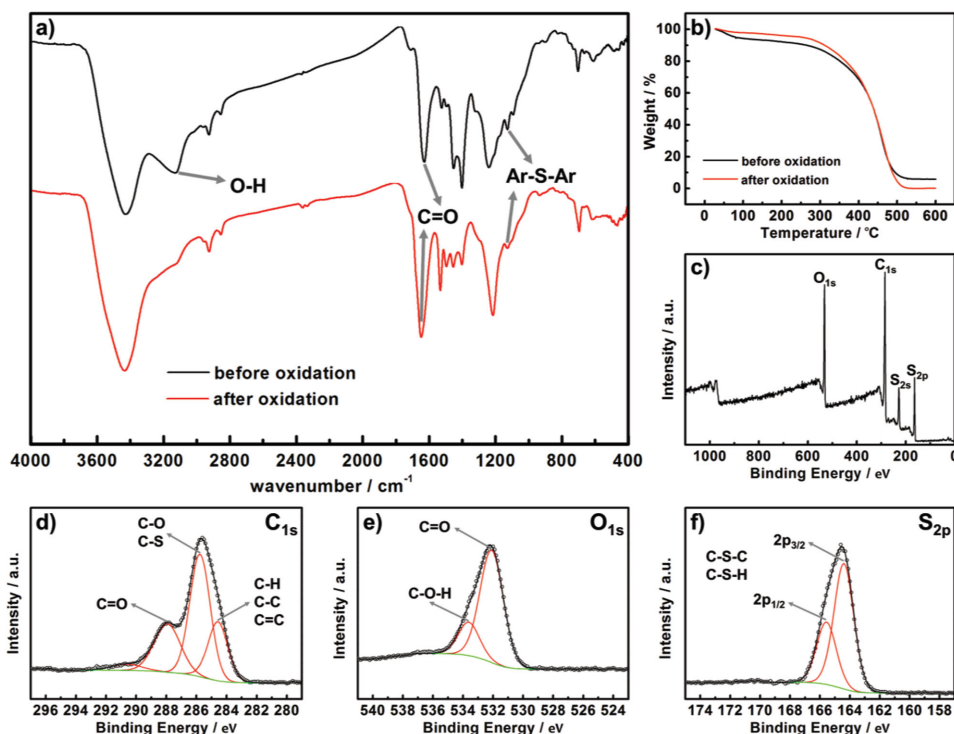 a)
O-H
C=O
Ar-S-Ar
before oxidation
after oxidation
4000 3600 3200 2800 2400 2000 1600 1200 800 400
wavenumber / cm⁻¹
b)
Weight / %
100
80
60
40
20
0
before oxidation
after oxidation
0 100 200 300 400 500 600
Temperature / °C
c)
Intensity / a.u.
O1s
C1s
S2s
S2p
1000 800 600 400 200 0
Binding Energy / eV
d)
C1s
C-O
C-S
C=O
C-H
C-C
C=C
Intensity / a.u.
296 294 292 290 288 286 284 282 280
Binding Energy / eV
e)
O1s
C=O
C-O-H
Intensity / a.u.
540 538 536 534 532 530 528 526 524
Binding Energy / eV
f)
S2p
C-S-C
C-S-H
2p3/2
2p1/2
Intensity / a.u.
174 172 170 168 166 164 162 160 158
Binding Energy / eV